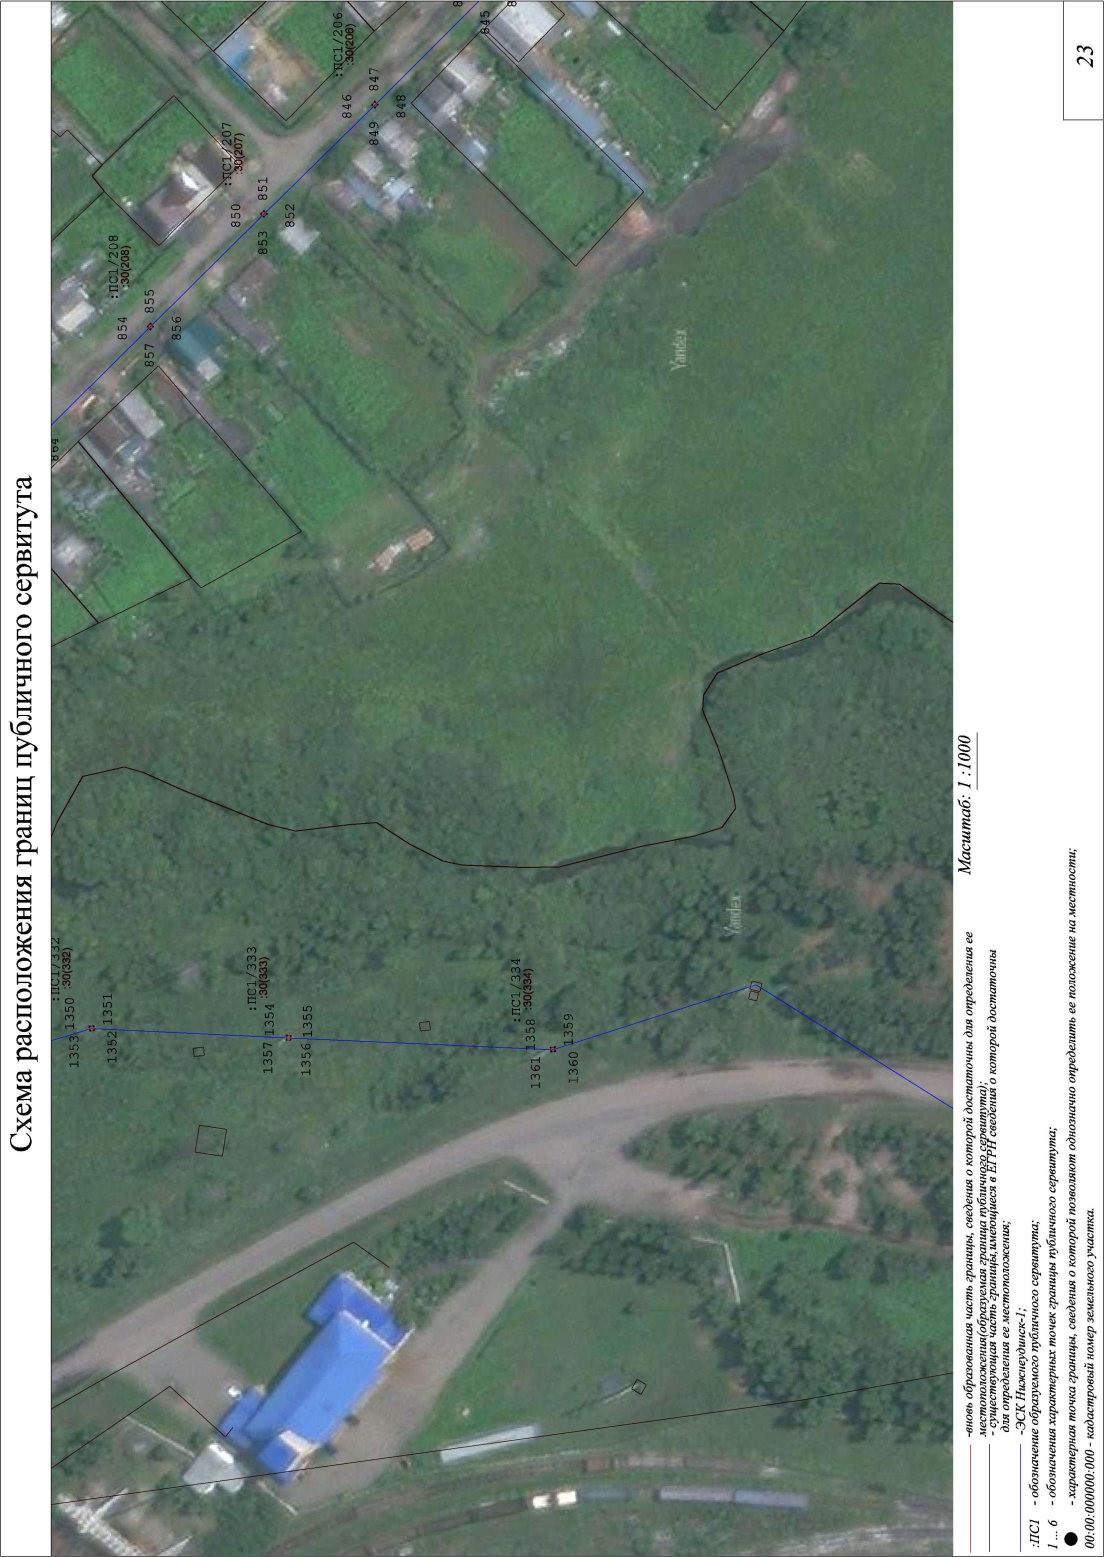 Схема расположения границ публичного сервитута
:ПС1/332
:30(332)
1350
1351
1353
1352
:ПС1/333
:30(333)
1354
1355
1357
1356
:ПС1/334
:30(334)
1358
1359
1361
1360
864
:ПС1/208
:30(208)
854
855
857
856
:ПС1/207
:30(207)
850
851
853
852
:ПС1/206
:30(206)
846
847
849
848
845
Yandex
Yandex
Масштаб: 1 :1000
-вновь образованная часть границы, сведения о которой достаточны для определения ее
местоположения(образуемая граница публичного сервитута);
- существующая часть границы,имеющиеся в ЕГРН сведения о которой достаточны
для определения ее местоположения;
-ЭСК Нижнеудинск-1;
:ПС1 - обозначение образуемого публичного сервитута;
1 ... 6 - обозначения характерных точек границы публичного сервитута;
- характерная точка границы, сведения о которой позволяют однозначно определить ее положение на местности;
00:00:000000:000 - кадастровый номер земельного участка.
23